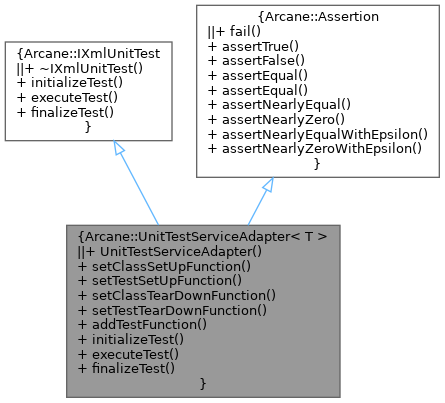 {Arcane::IXmlUnitTest
||+ ~IXmlUnitTest()
+ initializeTest()
+ executeTest()
+ finalizeTest()
}
{Arcane::Assertion
||+ fail()
+ assertTrue()
+ assertFalse()
+ assertEqual()
+ assertEqual()
+ assertNearlyEqual()
+ assertNearlyZero()
+ assertNearlyEqualWithEpsilon()
+ assertNearlyZeroWithEpsilon()
}
{Arcane::UnitTestServiceAdapter< T >
||+ UnitTestServiceAdapter()
+ setClassSetUpFunction()
+ setTestSetUpFunction()
+ setClassTearDownFunction()
+ setTestTearDownFunction()
+ addTestFunction()
+ initializeTest()
+ executeTest()
+ finalizeTest()
}